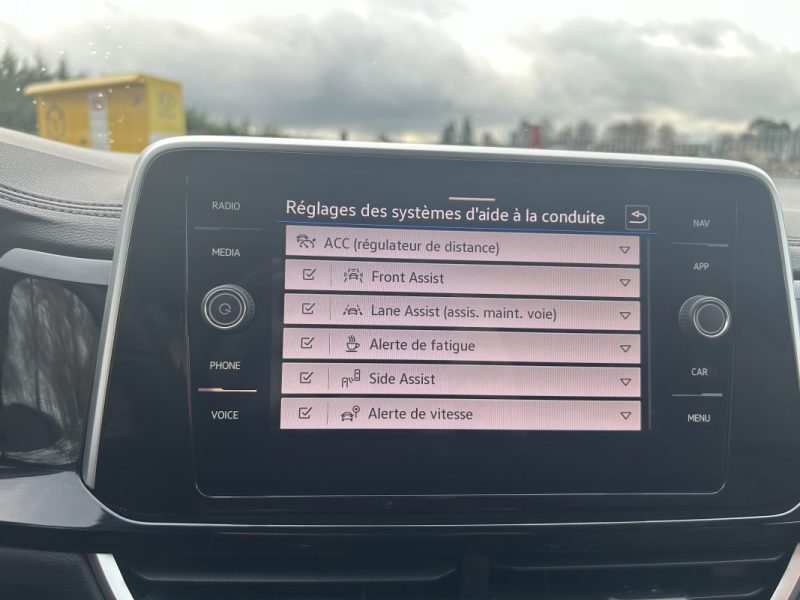 Réglages des systèmes d'aide à la conduite
ACC (régulateur de distance)
Front Assist
Lane Assist (assis. maint. voie)
Alerte de fatigue
Side Assist
Alerte de vitesse
RADIO
MEDIA
PHONE
VOICE
NAV
APP
CAR
MENU